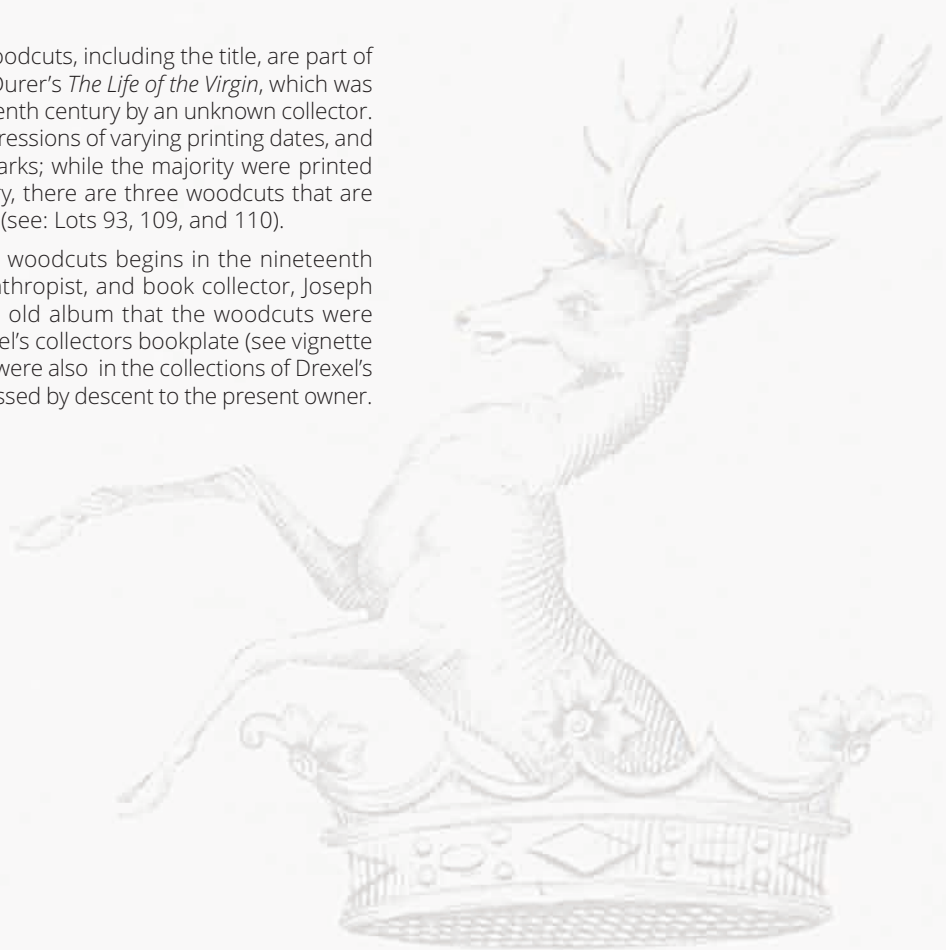 oodcuts, including the title, are part of
Durer's The Life of the Virgin, which was
enth century by an unknown collector.
ressions of varying printing dates, and
arks; while the majority were printed
ry, there are three woodcuts that are
(see: Lots 93, 109, and 110).
woodcuts begins in the nineteenth
nthropist, and book collector, Joseph
old album that the woodcuts were
el's collectors bookplate (see vignette
were also in the collections of Drexel's
ssed by descent to the present owner.